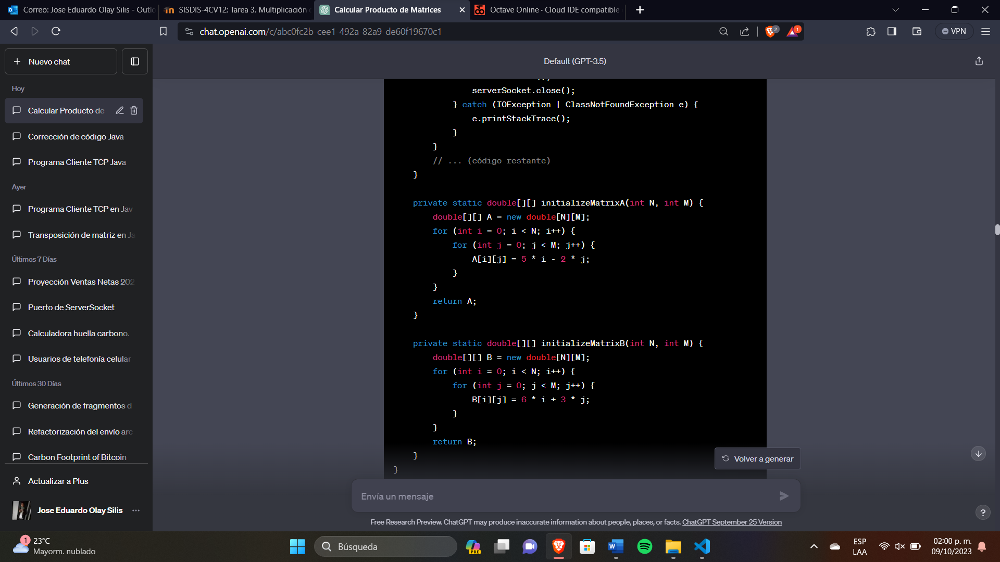 Correo: Jose Eduardo Olay Silis - Outlo
SISDIS-4CV12: Tarea 3. Multiplicación
Calcular Producto de Matrices
Octave Online · Cloud IDE compatible
chat.openai.com/c/abc0fc2b-cee1-492a-82a9-de60f19670c1
2
1
VPN
Nuevo chat
Default (GPT-3.5)
Hoy
Calcular Producto de
Corrección de código Java
Programa Cliente TCP Java
Ayer
Programa Cliente TCP en Jav
Transposición de matriz en Ja
Últimos 7 Días
Proyección Ventas Netas 202
Puerto de ServerSocket
Calculadora huella carbono.
Usuarios de telefonía celular
Últimos 30 Días
Generación de fragmentos d
Refactorización del envío arc
Carbon Footprint of Bitcoin
Actualizar a Plus
Jose Eduardo Olay Silis
serverSocket.close();
} catch (IOException | ClassNotFoundException e) {
e.printStackTrace();
}
}
// ... (código restante)
}
private static double[][] initializeMatrixA(int N, int M) {
double[][] A = new double[N][M];
for (int i = 0; i < N; i++) {
for (int j = 0; j < M; j++) {
A[i][j] = 5 * i - 2 * j;
}
}
return A;
}
private static double[][] initializeMatrixB(int N, int M) {
double[][] B = new double[N][M];
for (int i = 0; i < N; i++) {
for (int j = 0; j < M; j++) {
B[i][j] = 6 * i + 3 * j;
}
}
return B;
}
}
Volver a generar
Envía un mensaje
Free Research Preview. ChatGPT may produce inaccurate information about people, places, or facts. ChatGPT September 25 Version
?
1
23°C
Mayorm. nublado
Búsqueda
PRE
W
ESP
LAA
02:00 p. m.
09/10/2023